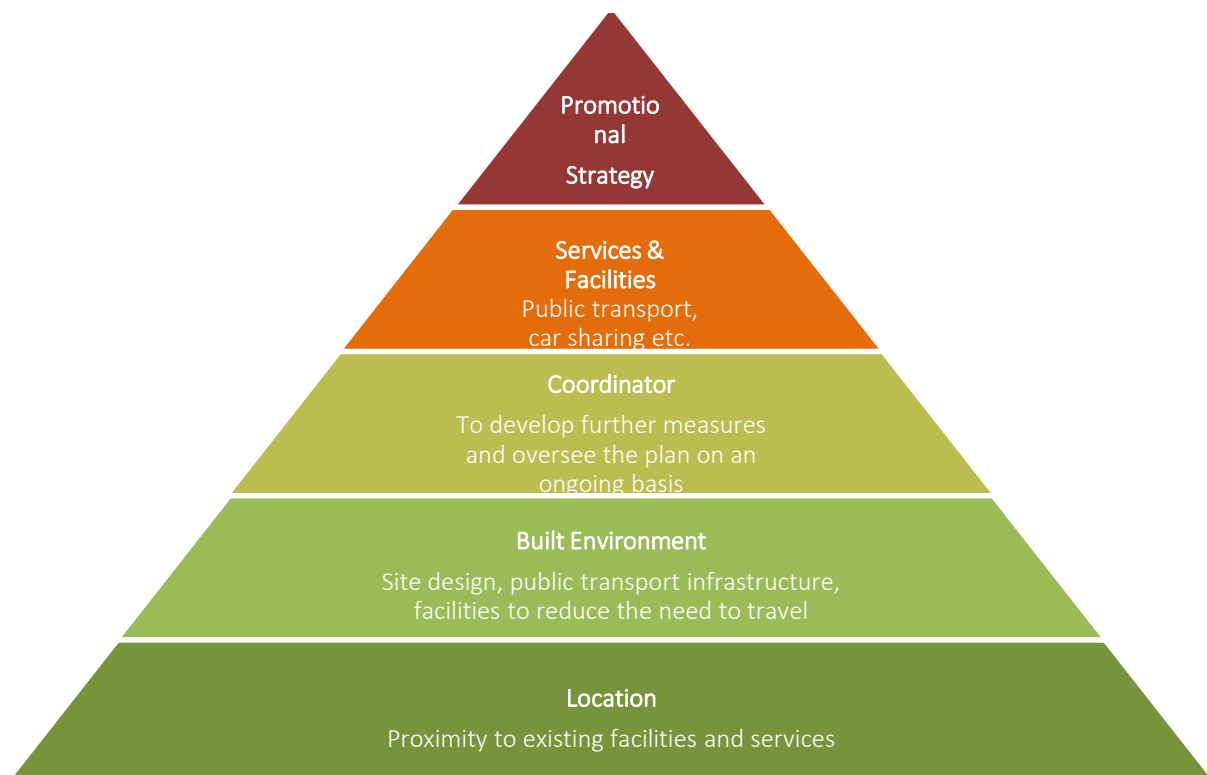 Promotio
nal
Strategy
Services &
Facilities
Public transport,
car sharing etc.
Coordinator
To develop further measures
and oversee the plan on an
ongoing basis
Built Environment
Site design, public transport infrastructure,
facilities to reduce the need to travel
Location
Proximity to existing facilities and services